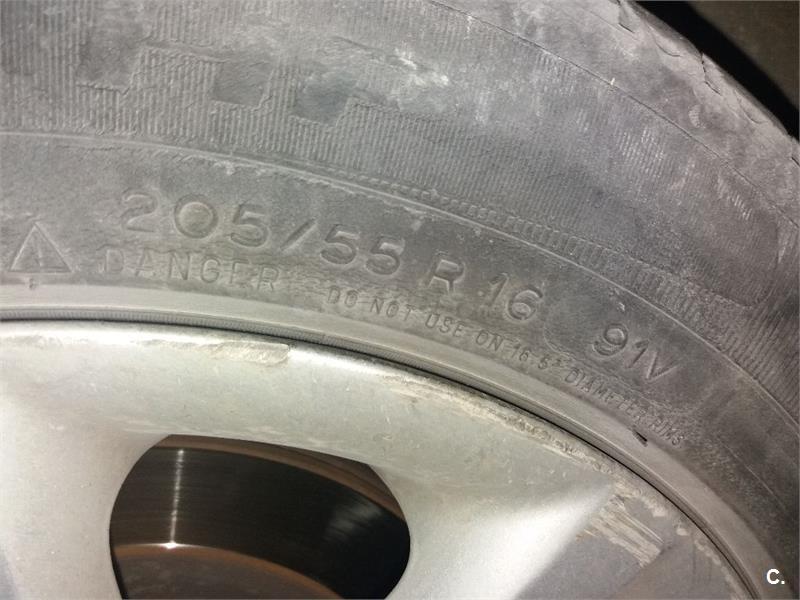 205/55 R 16 91V
DANGER DO NOT USE ON 16.5" DIAMETER RIMS
C.